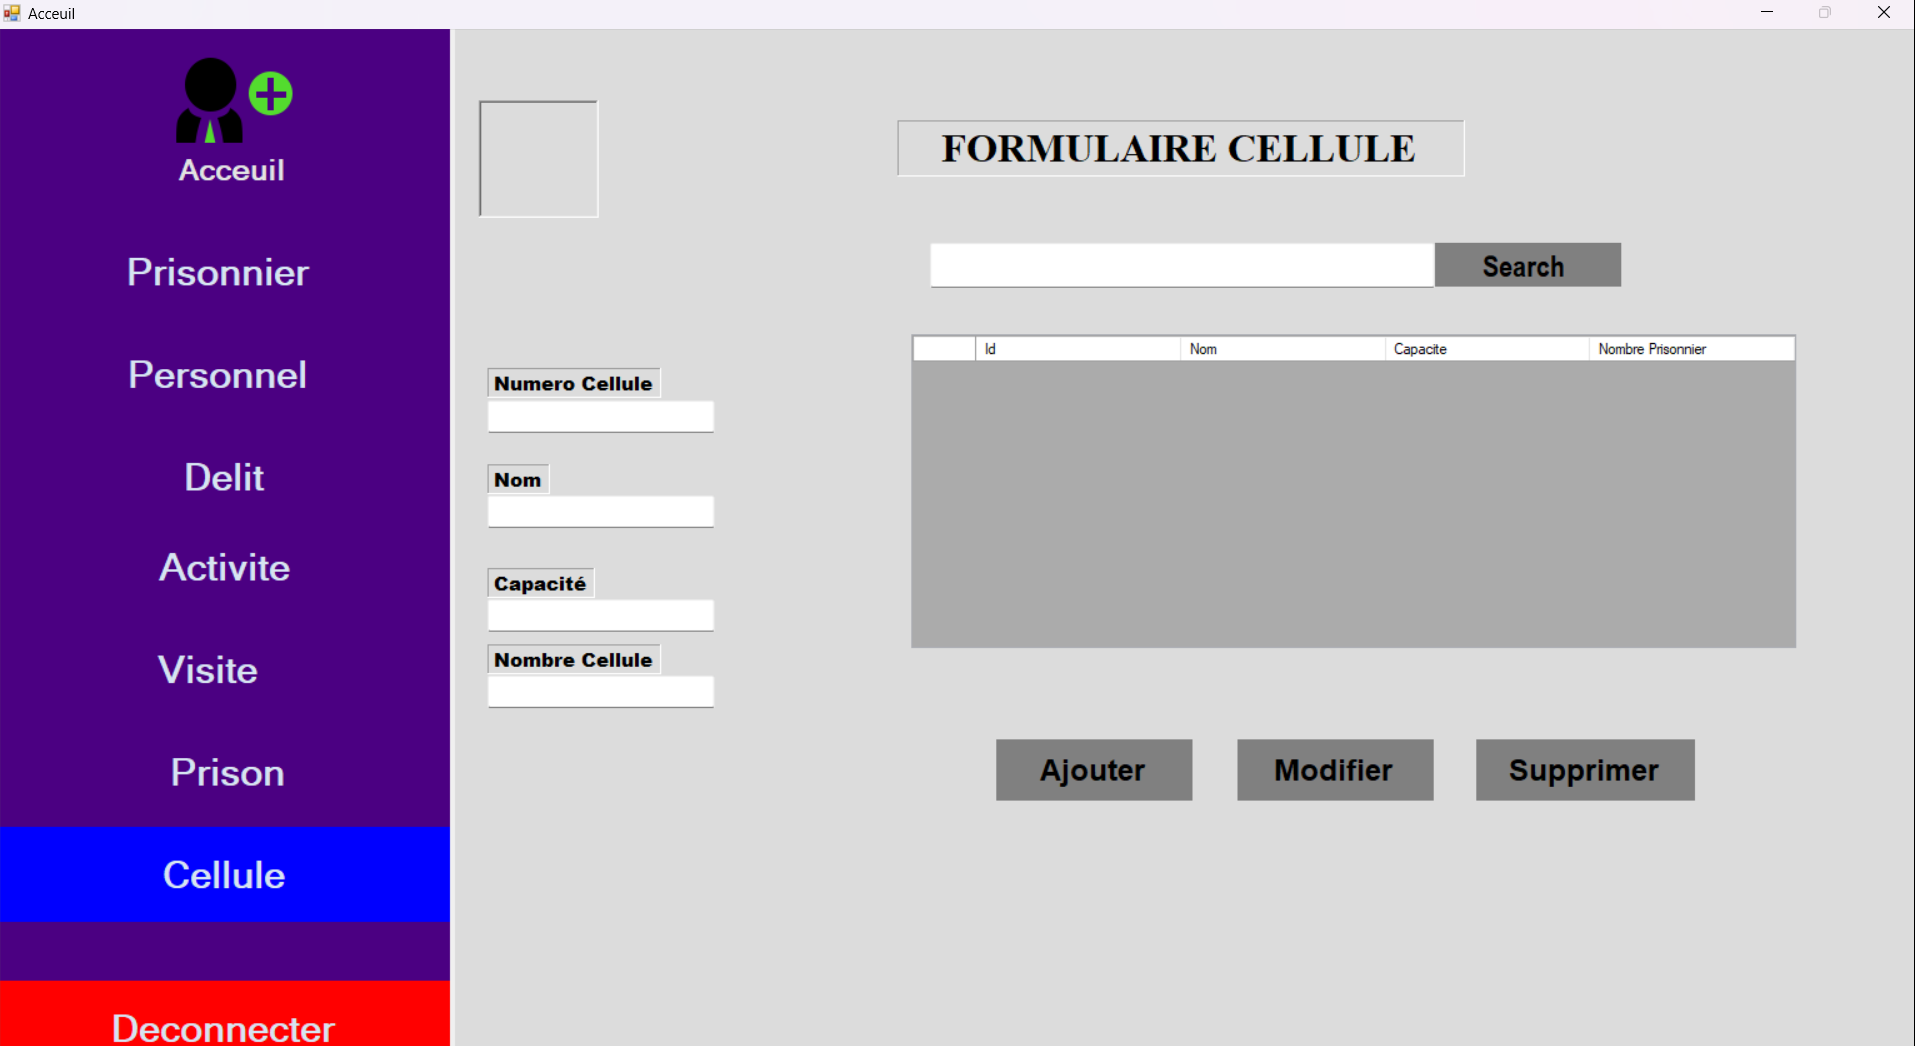 Acceuil
Acceuil
Prisonnier
Personnel
Delit
Activite
Visite
Prison
Cellule
Deconnecter
FORMULAIRE CELLULE
Search
Numero Cellule
Nom
Capacité
Nombre Cellule
Id Nom Capacite Nombre Prisonnier
Ajouter Modifier Supprimer